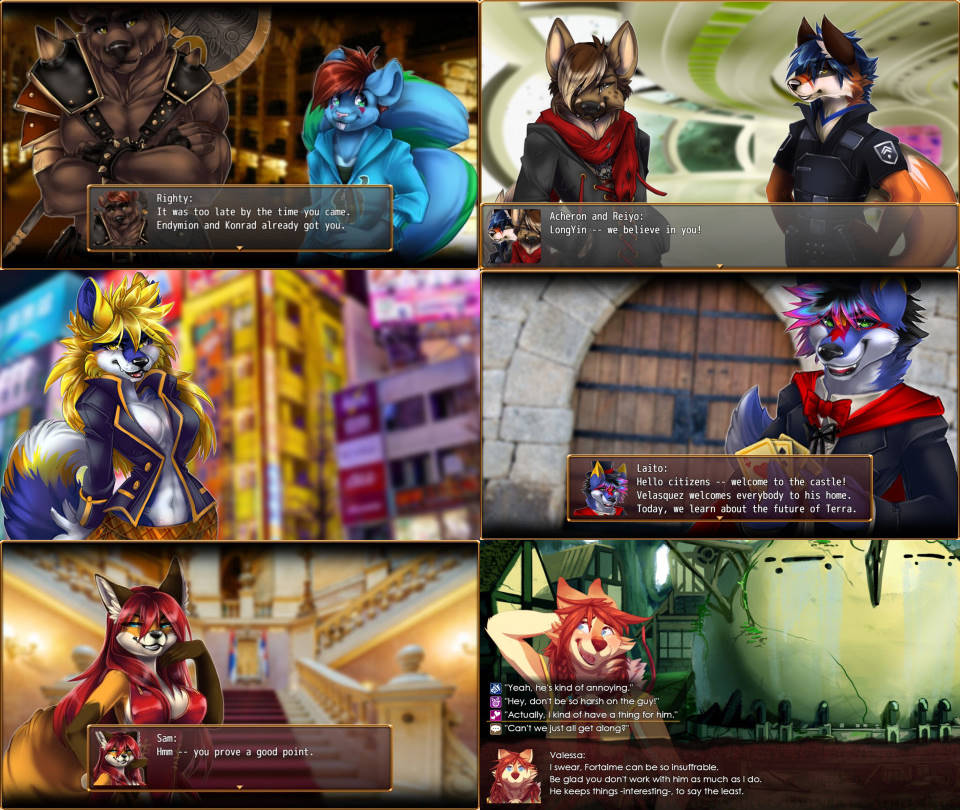 Righty:
It was too late by the time you came.
Endymion and Konrad already got you.
Acheron and Reiyo:
LongYin -- we believe in you!
Laito:
Hello citizens -- welcome to the castle!
Velasquez welcomes everybody to his home.
Today, we learn about the future of Terra.
Sam:
Hmm -- you prove a good point.
"Yeah, he's kind of annoying."
"Hey, don't be so harsh on the guy!"
"Actually, I kind of have a thing for him."
"Can't we just all get along?"
Valessa:
I swear, Fortaime can be so insuffrable.
Be glad you don't work with him as much as I do.
He keeps things -interesting-, to say the least.